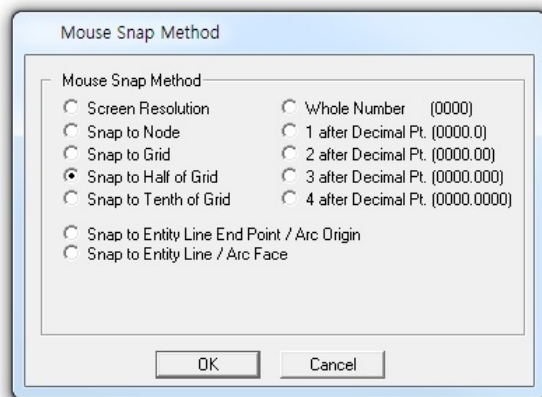 Mouse Snap Method
Mouse Snap Method
Screen Resolution
Snap to Node
Snap to Grid
Snap to Half of Grid
Snap to Tenth of Grid
Whole Number (0000)
1 after Decimal Pt. (0000.0)
2 after Decimal Pt. (0000.00)
3 after Decimal Pt. (0000.000)
4 after Decimal Pt. (0000.0000)
Snap to Entity Line End Point / Arc Origin
Snap to Entity Line / Arc Face
OK
Cancel